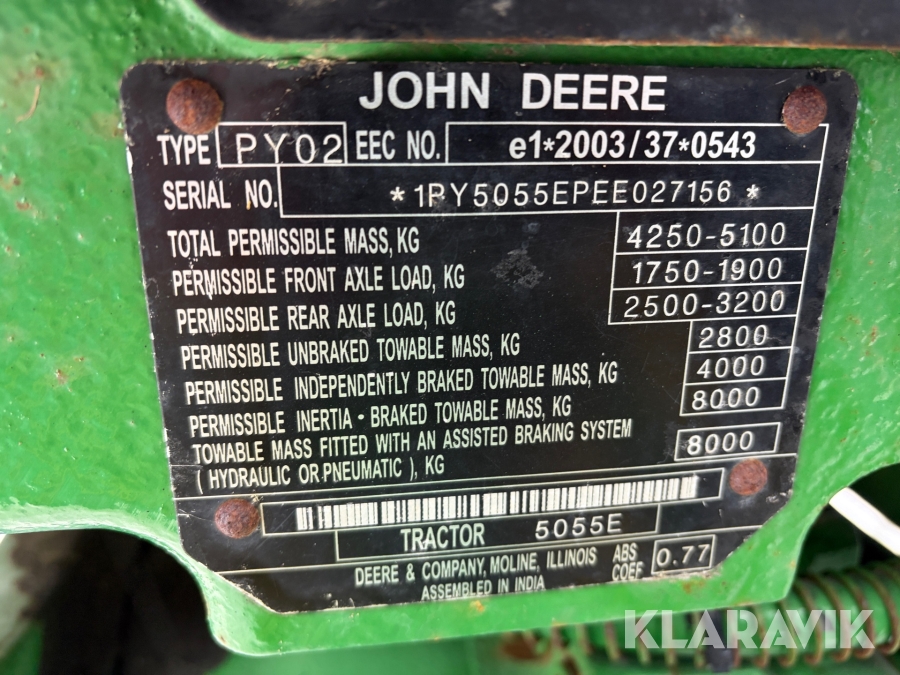 JOHN DEERE
TYPE PY02 EEC NO. e1*2003/37*0543
SERIAL NO. *1PY5055EPEE027156*
TOTAL PERMISSIBLE MASS, KG 4250-5100
PERMISSIBLE FRONT AXLE LOAD, KG 1750-1900
PERMISSIBLE REAR AXLE LOAD, KG 2500-3200
PERMISSIBLE UNBRAKED TOWABLE MASS, KG 2800
PERMISSIBLE INDEPENDENTLY BRAKED TOWABLE MASS, KG 4000
PERMISSIBLE INERTIA - BRAKED TOWABLE MASS, KG 8000
TOWABLE MASS FITTED WITH AN ASSISTED BRAKING SYSTEM
( HYDRAULIC OR PNEUMATIC ), KG 8000
TRACTOR 5055E
DEERE & COMPANY, MOLINE, ILLINOIS ABS
ASSEMBLED IN INDIA COEF 0.77
KLARAVIK